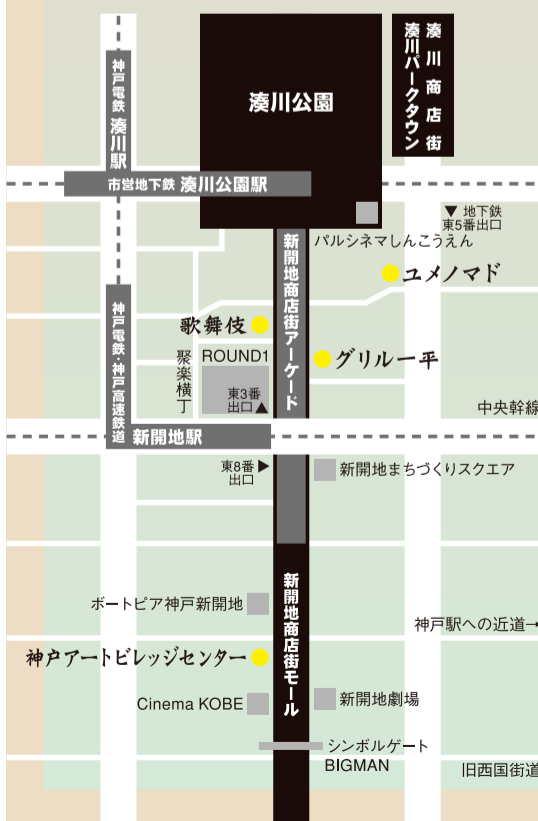 湊川公園
湊川商店街
湊川パークタウン
神戸電鉄 湊川駅
市営地下鉄 湊川公園駅
▼ 地下鉄
東5番出口
パルシネマしんこうえん
ユメノマド
新開地商店街アーケード
歌舞伎
グリル一平
聚楽横丁
ROUND1
東3番
出口▲
神戸電鉄・神戸高速鉄道
新開地駅
中央幹線
東8番▶
出口
新開地まちづくりスクエア
新開地商店街モール
ボートピア神戸新開地
神戸駅への近道→
神戸アートビレッジセンター
Cinema KOBE
新開地劇場
シンボルゲート
BIGMAN
旧西国街道